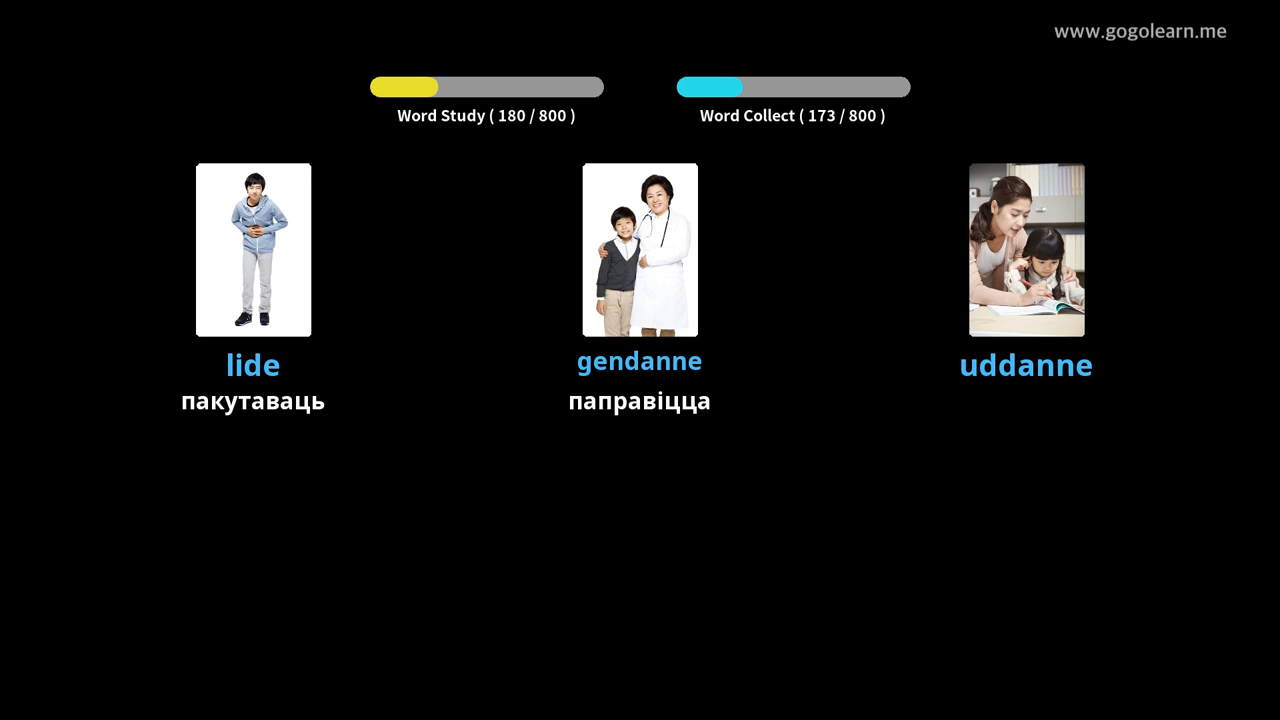 www.gogolearn.me
Word Study ( 180 / 800 )
Word Collect ( 173 / 800 )
lide
gendanne
uddanne
пакутаваць
паправіцца